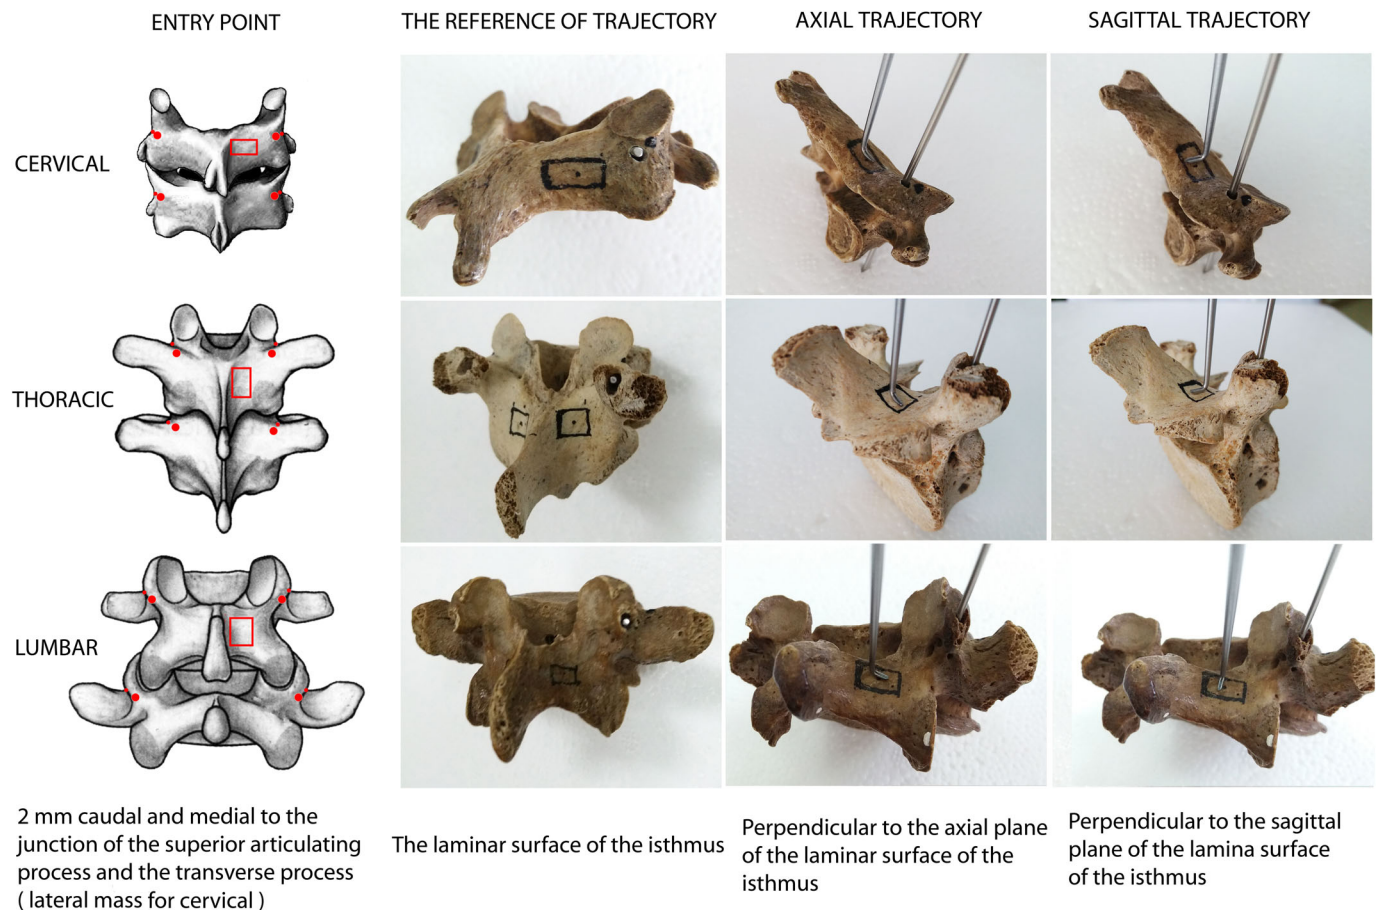 ENTRY POINT
THE REFERENCE OF TRAJECTORY
AXIAL TRAJECTORY
SAGITTAL TRAJECTORY
CERVICAL
THORACIC
LUMBAR
2 mm caudal and medial to the
junction of the superior articulating
process and the transverse process
( lateral mass for cervical )
The laminar surface of the isthmus
Perpendicular to the axial plane
of the laminar surface of the
isthmus
Perpendicular to the sagittal
plane of the lamina surface
of the isthmus